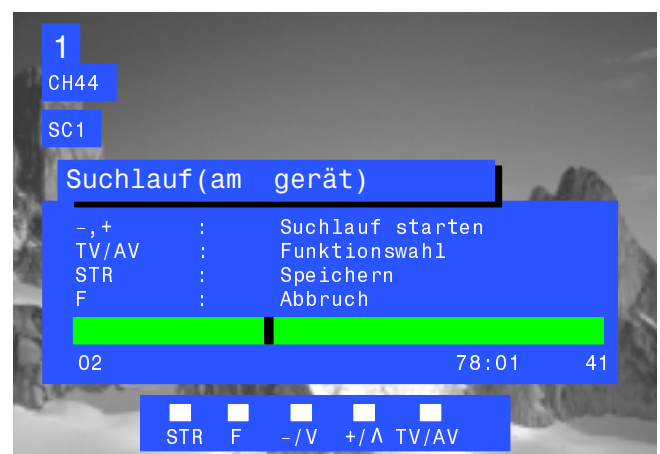 1
CH44
SC1
Suchlauf(am gerät)
-,+ : Suchlauf starten
TV/AV : Funktionswahl
STR : Speichern
F : Abbruch
02 78:01 41
STR F -/V +/Λ TV/AV